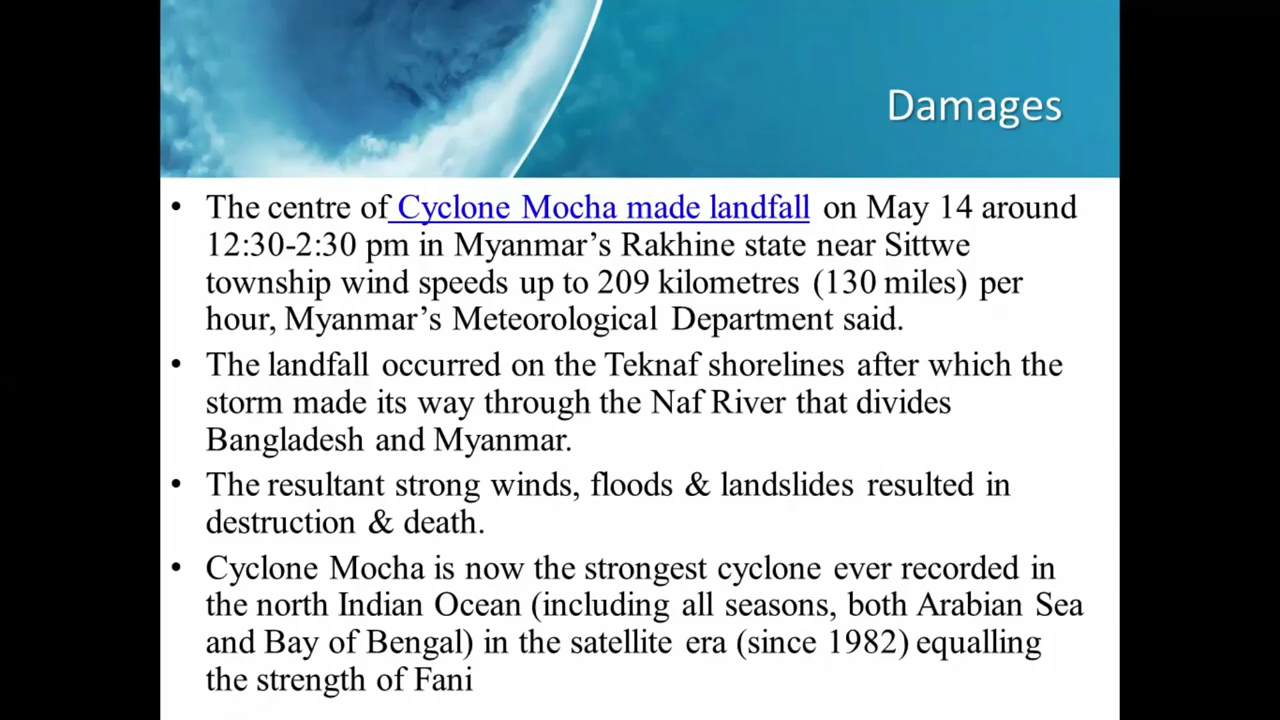 Damages
• The centre of Cyclone Mocha made landfall on May 14 around
12:30-2:30 pm in Myanmar’s Rakhine state near Sittwe
township wind speeds up to 209 kilometres (130 miles) per
hour, Myanmar’s Meteorological Department said.
• The landfall occurred on the Teknaf shorelines after which the
storm made its way through the Naf River that divides
Bangladesh and Myanmar.
• The resultant strong winds, floods & landslides resulted in
destruction & death.
• Cyclone Mocha is now the strongest cyclone ever recorded in
the north Indian Ocean (including all seasons, both Arabian Sea
and Bay of Bengal) in the satellite era (since 1982) equalling
the strength of Fani